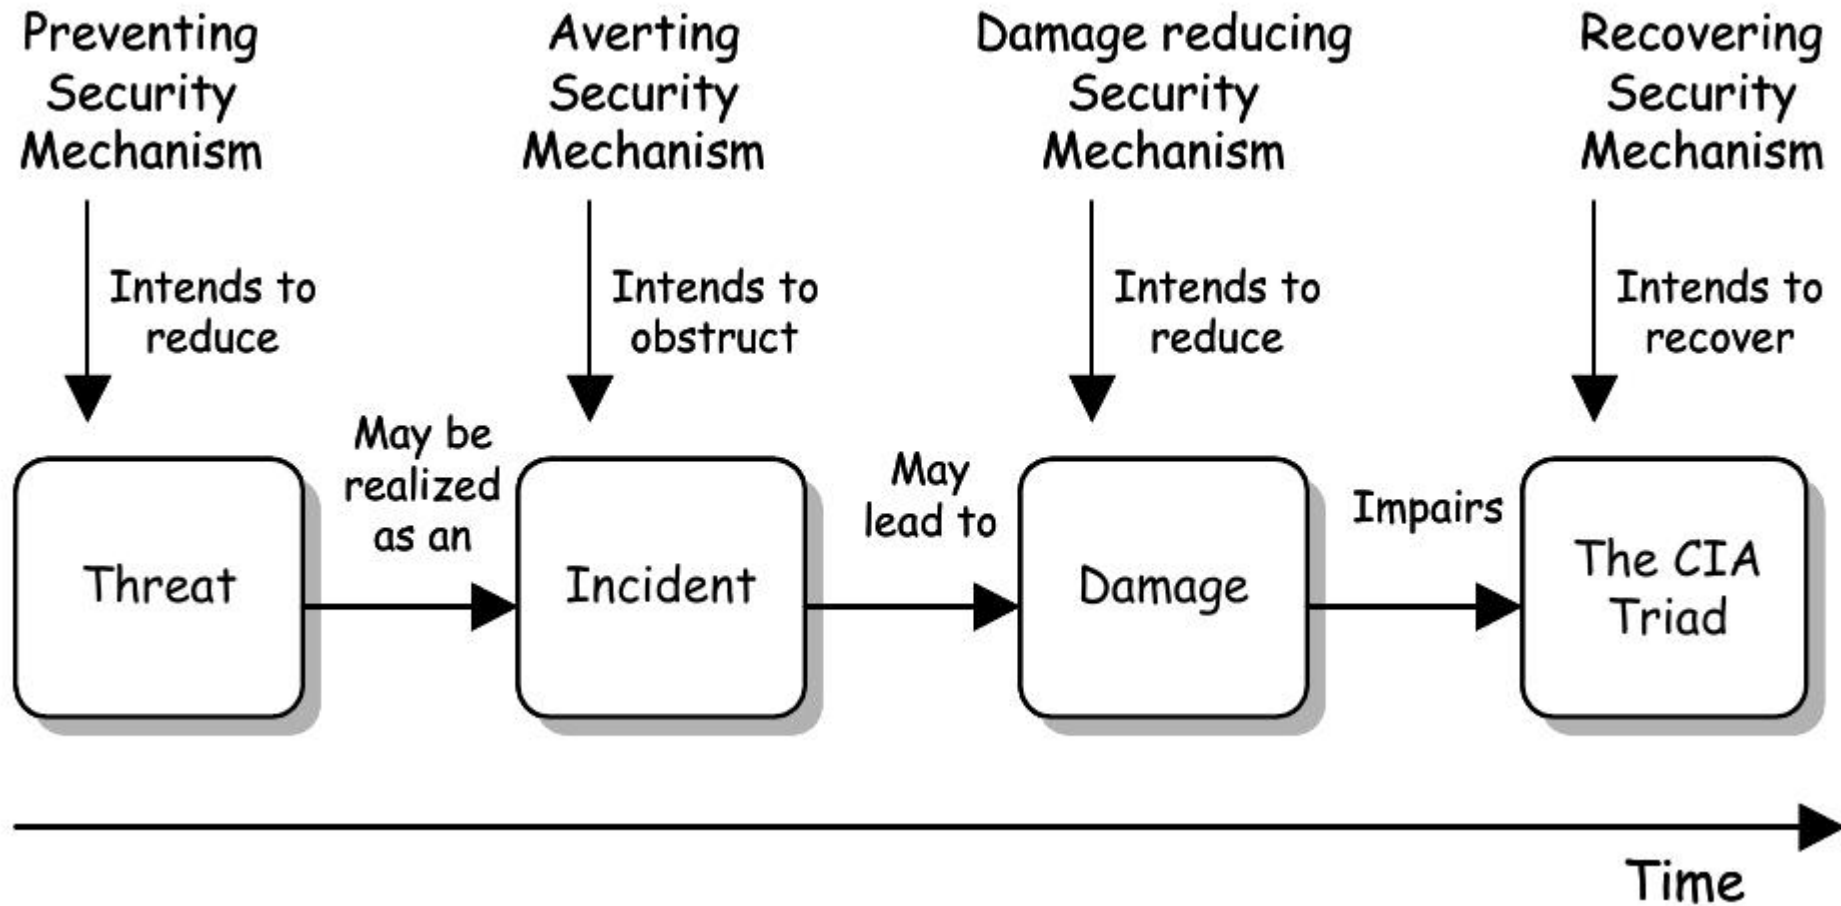 Preventing
Security
Mechanism
Averting
Security
Mechanism
Damage reducing
Security
Mechanism
Recovering
Security
Mechanism
Intends to
reduce
Intends to
obstruct
Intends to
reduce
Intends to
recover
Threat
May be
realized
as an
Incident
May
lead to
Damage
Impairs
The CIA
Triad
Time